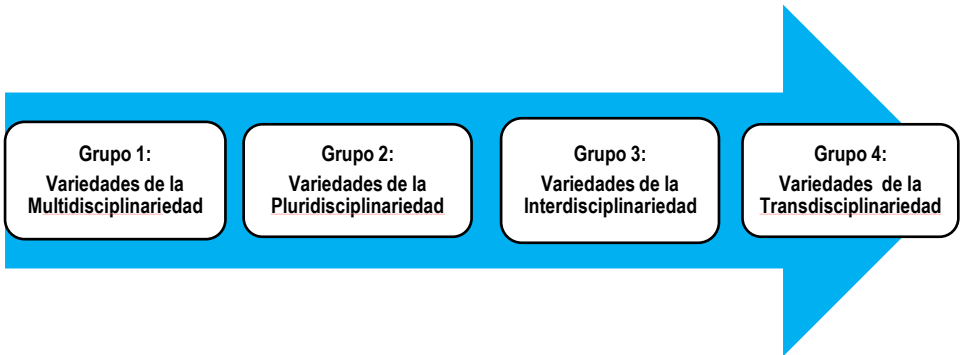 Grupo 1:
Variedades de la
Multidisciplinariedad
Grupo 2:
Variedades de la
Pluridisciplinariedad
Grupo 3:
Variedades de la
Interdisciplinariedad
Grupo 4:
Variedades de la
Transdisciplinariedad